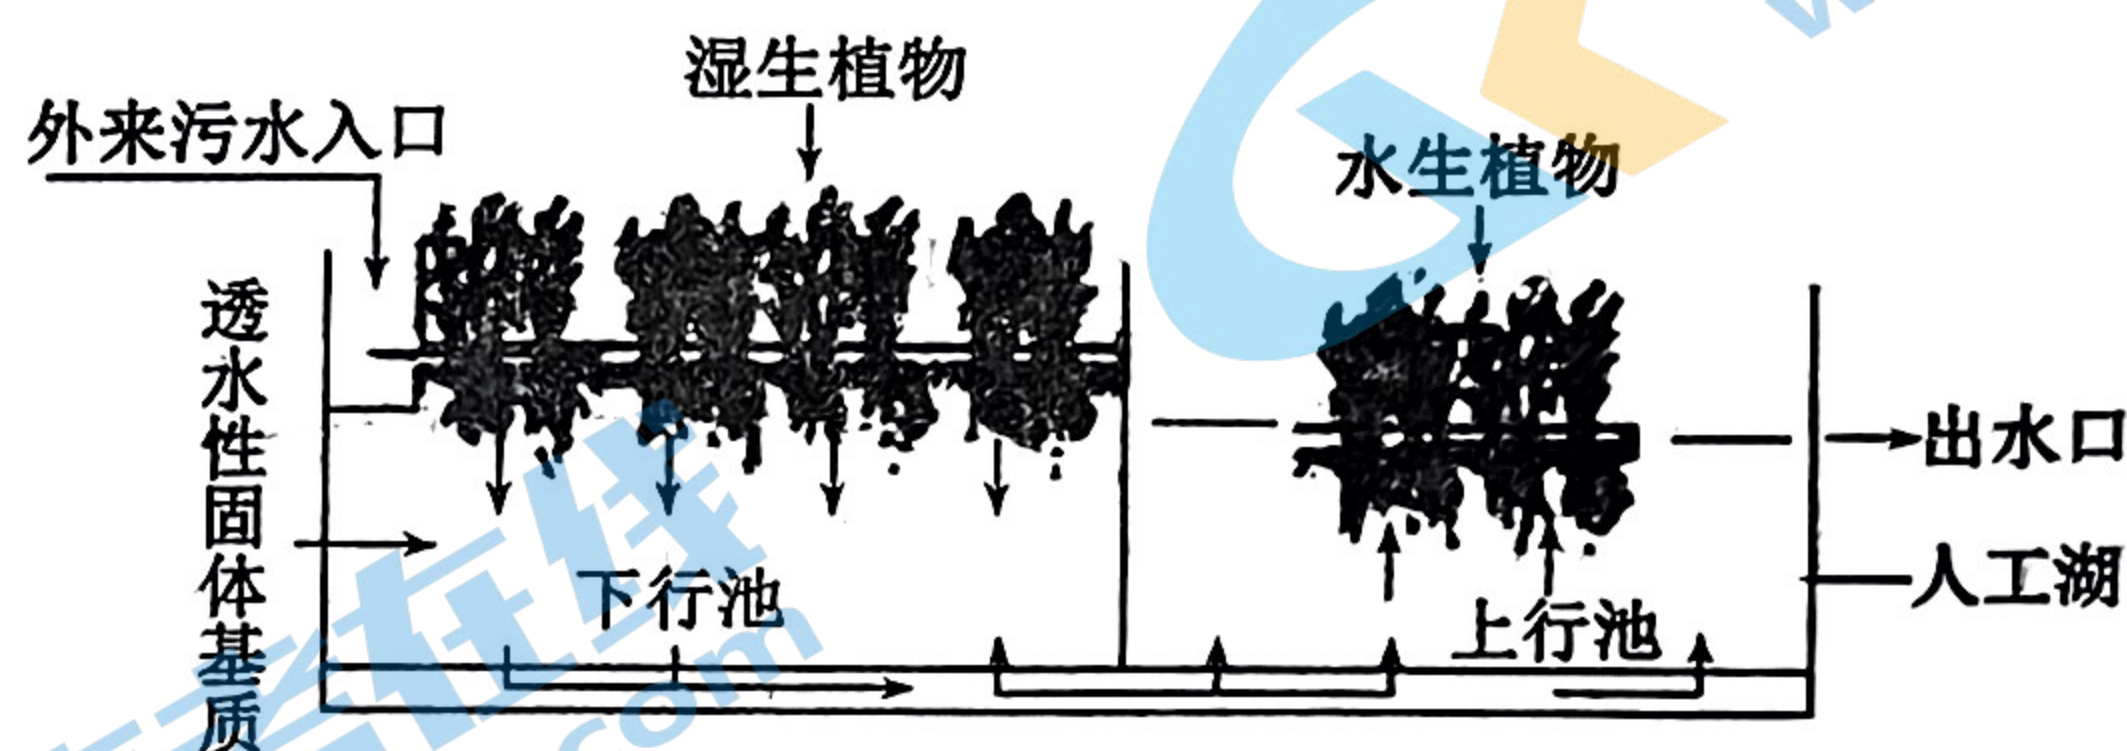 湿生植物
外来污水入口
水生植物
透水性固体基质
出水口
下行池
人工湖
上行池
.com